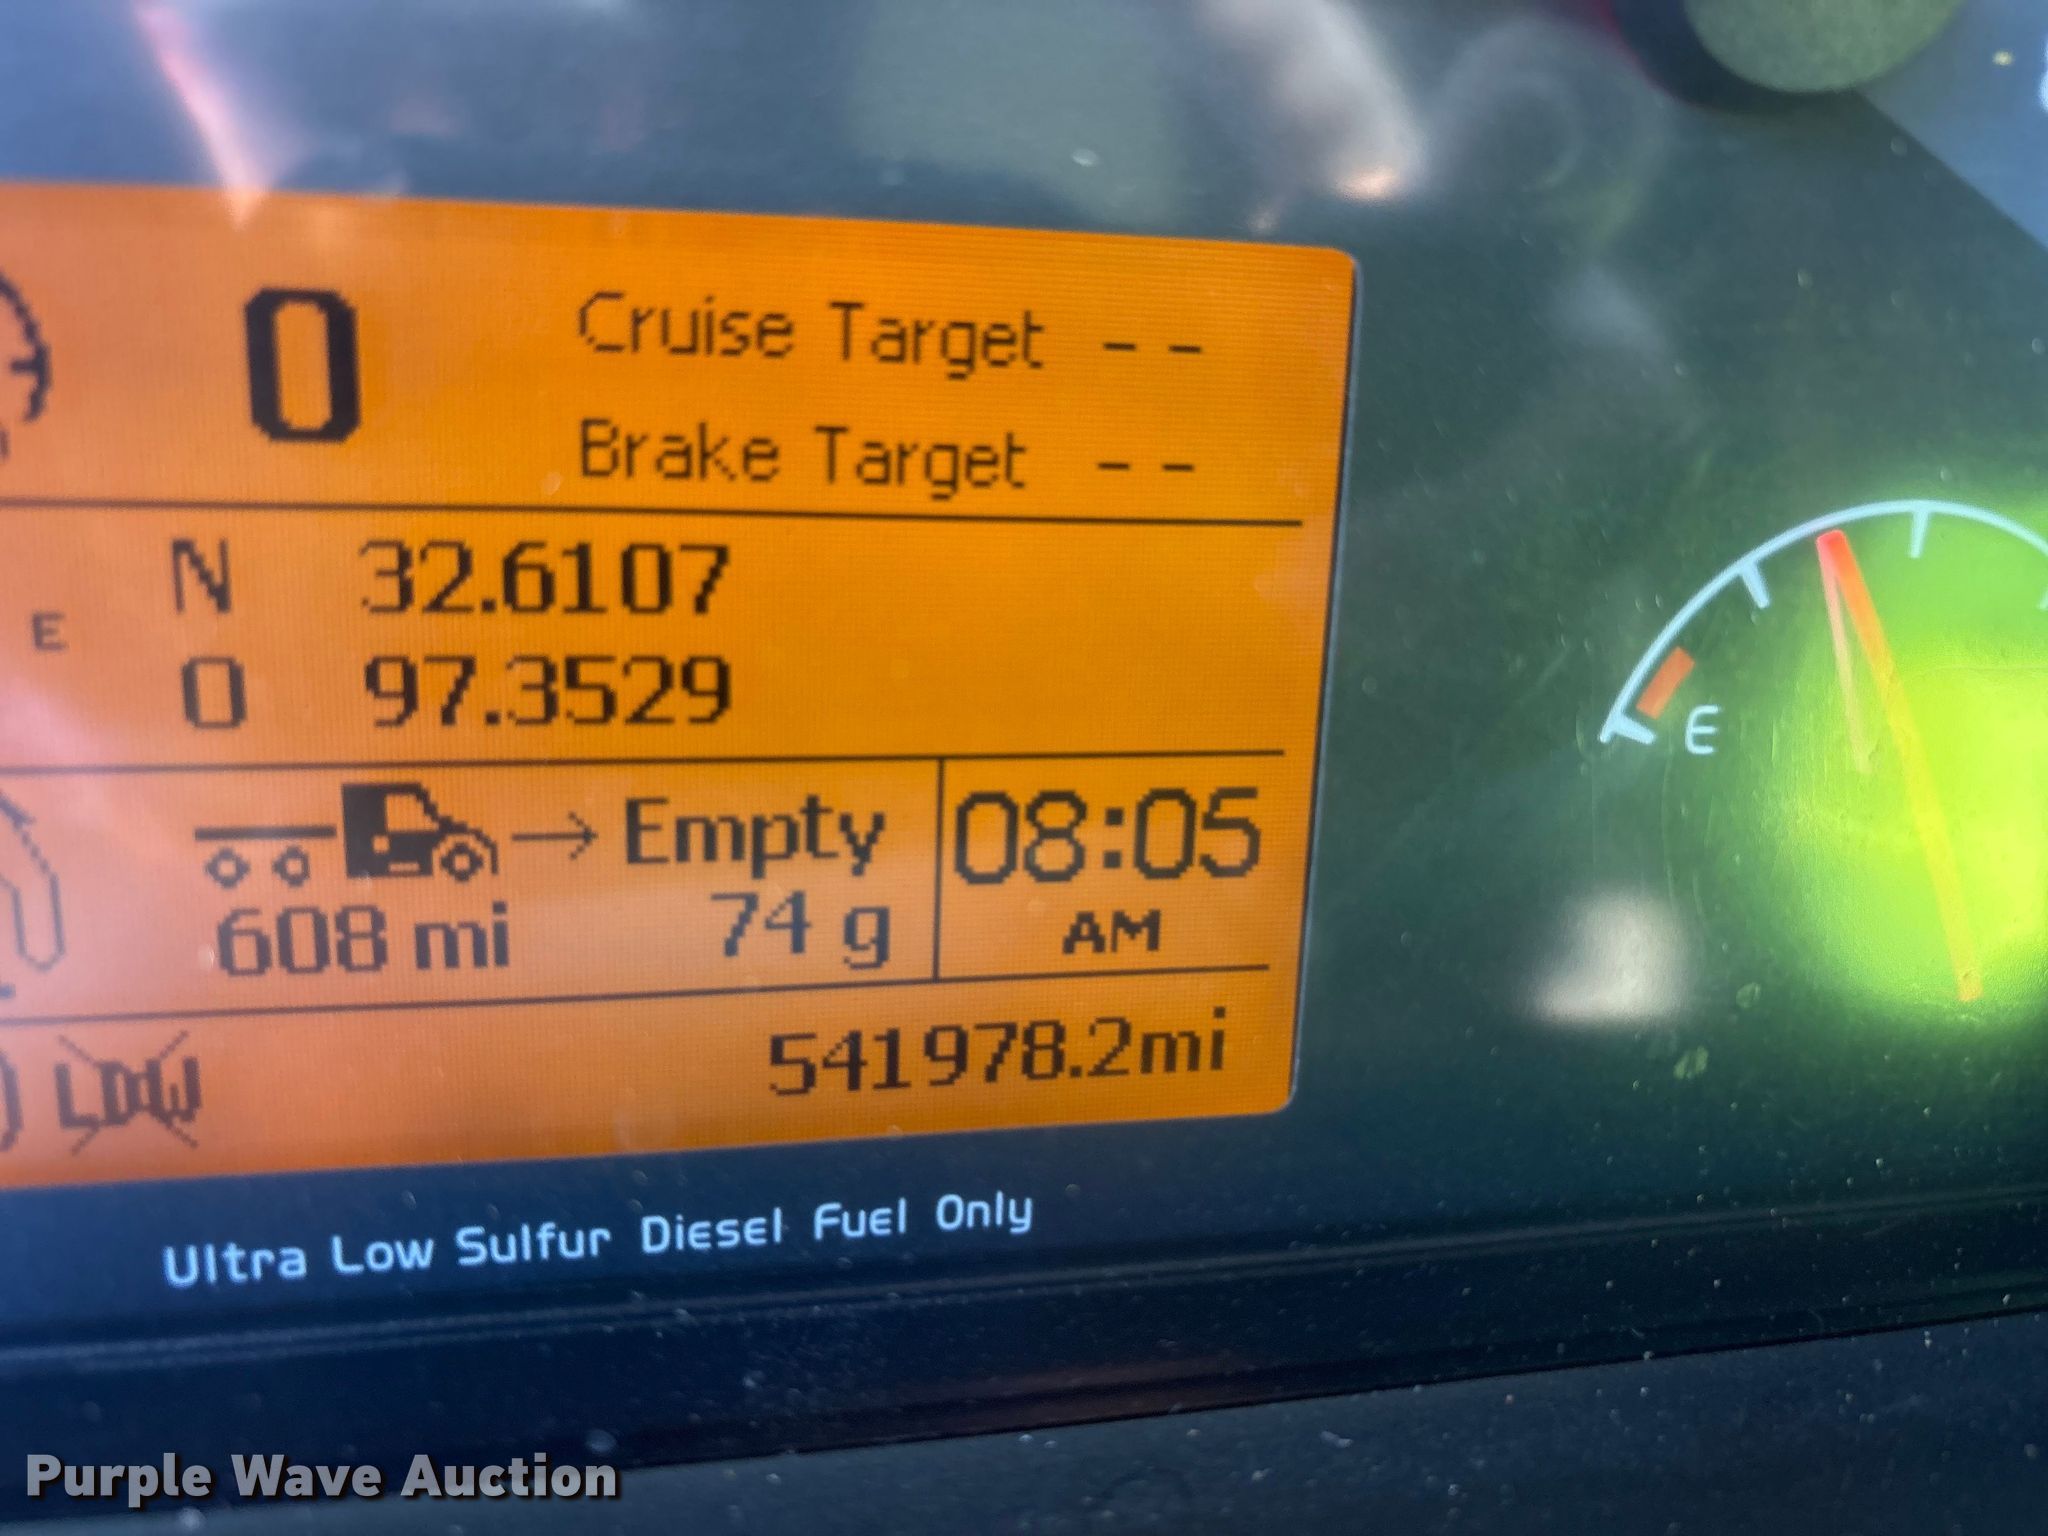 0 Cruise Target --
Brake Target --
N 32.6107
E
O 97.3529
Empty 08:05
608 mi 74 g AM
LDW 541978.2mi
E
Ultra Low Sulfur Diesel Fuel Only
Purple Wave Auction